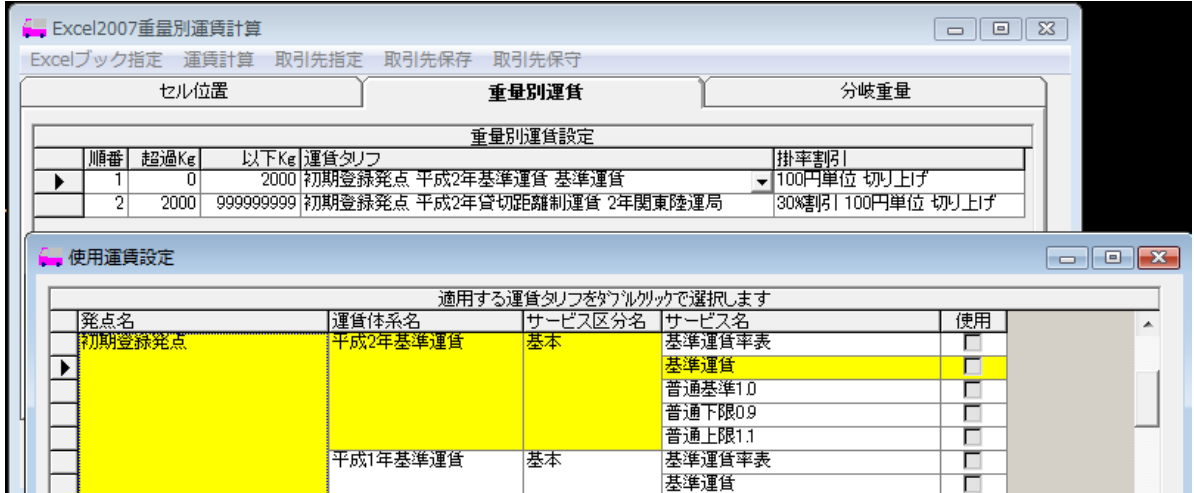 Excel2007重量別運賃計算
Excelブック指定 運賃計算 取引先指定 取引先保存 取引先保守
セル位置 重量別運賃 分岐重量
重量別運賃設定
順番 超過Kg 以下Kg 運賃タリフ 掛率割引
1 0 2000 初期登録発点 平成2年基準運賃 基準運賃 100円単位 切り上げ
2 2000 999999999 初期登録発点 平成2年貸切距離制運賃 2年関東陸運局 30%割引 100円単位 切り上げ
使用運賃設定
適用する運賃タリフをﾀﾞﾌﾞﾙｸﾘｯｸで選択します
発点名 運賃体系名 サービス区分名 サービス名 使用
初期登録発点 平成2年基準運賃 基本 基準運賃率表
基準運賃
普通基準1.0
普通下限0.9
普通上限1.1
平成1年基準運賃 基本 基準運賃率表
基準運賃